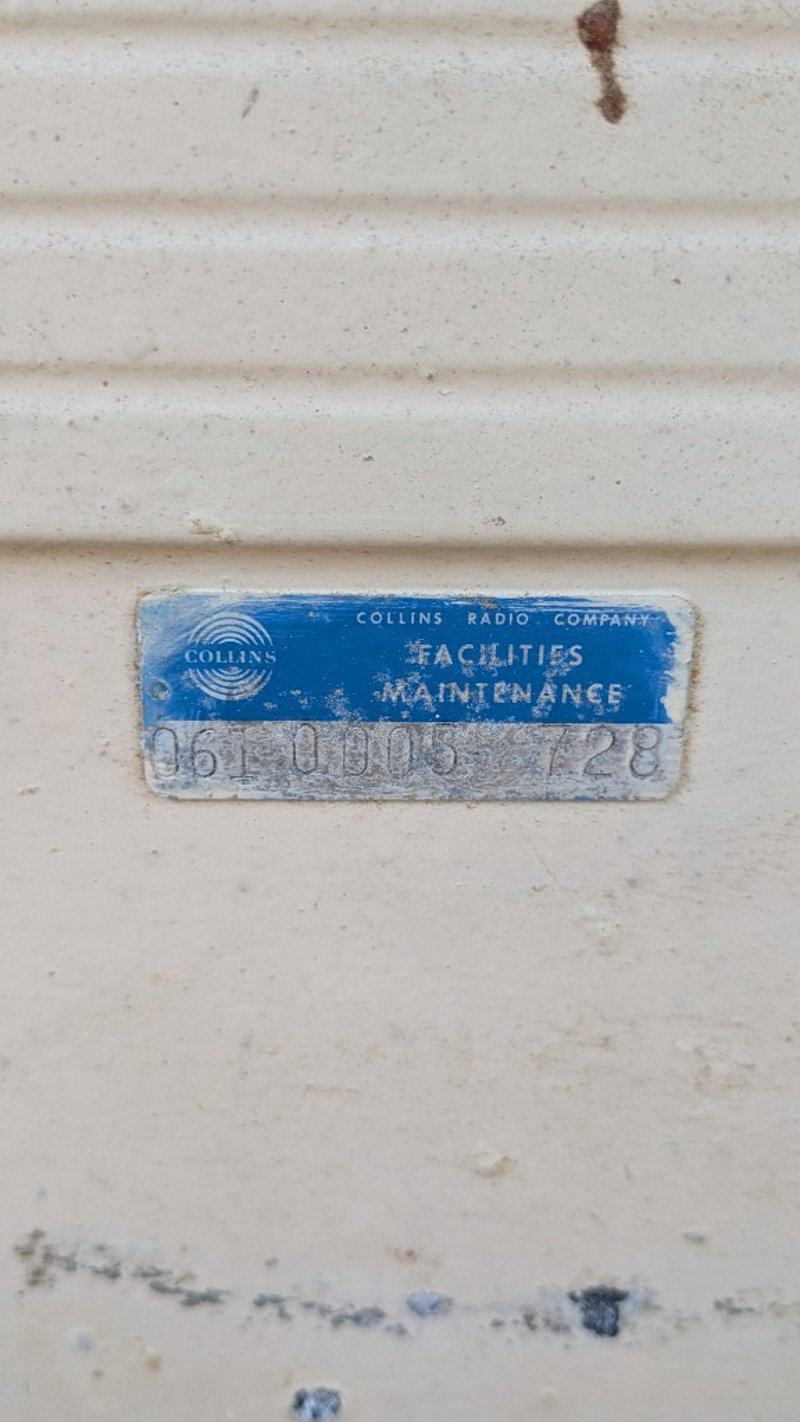 COLLINS RADIO COMPANY
COLLINS
FACILITIES
MAINTENANCE
061 0005 728